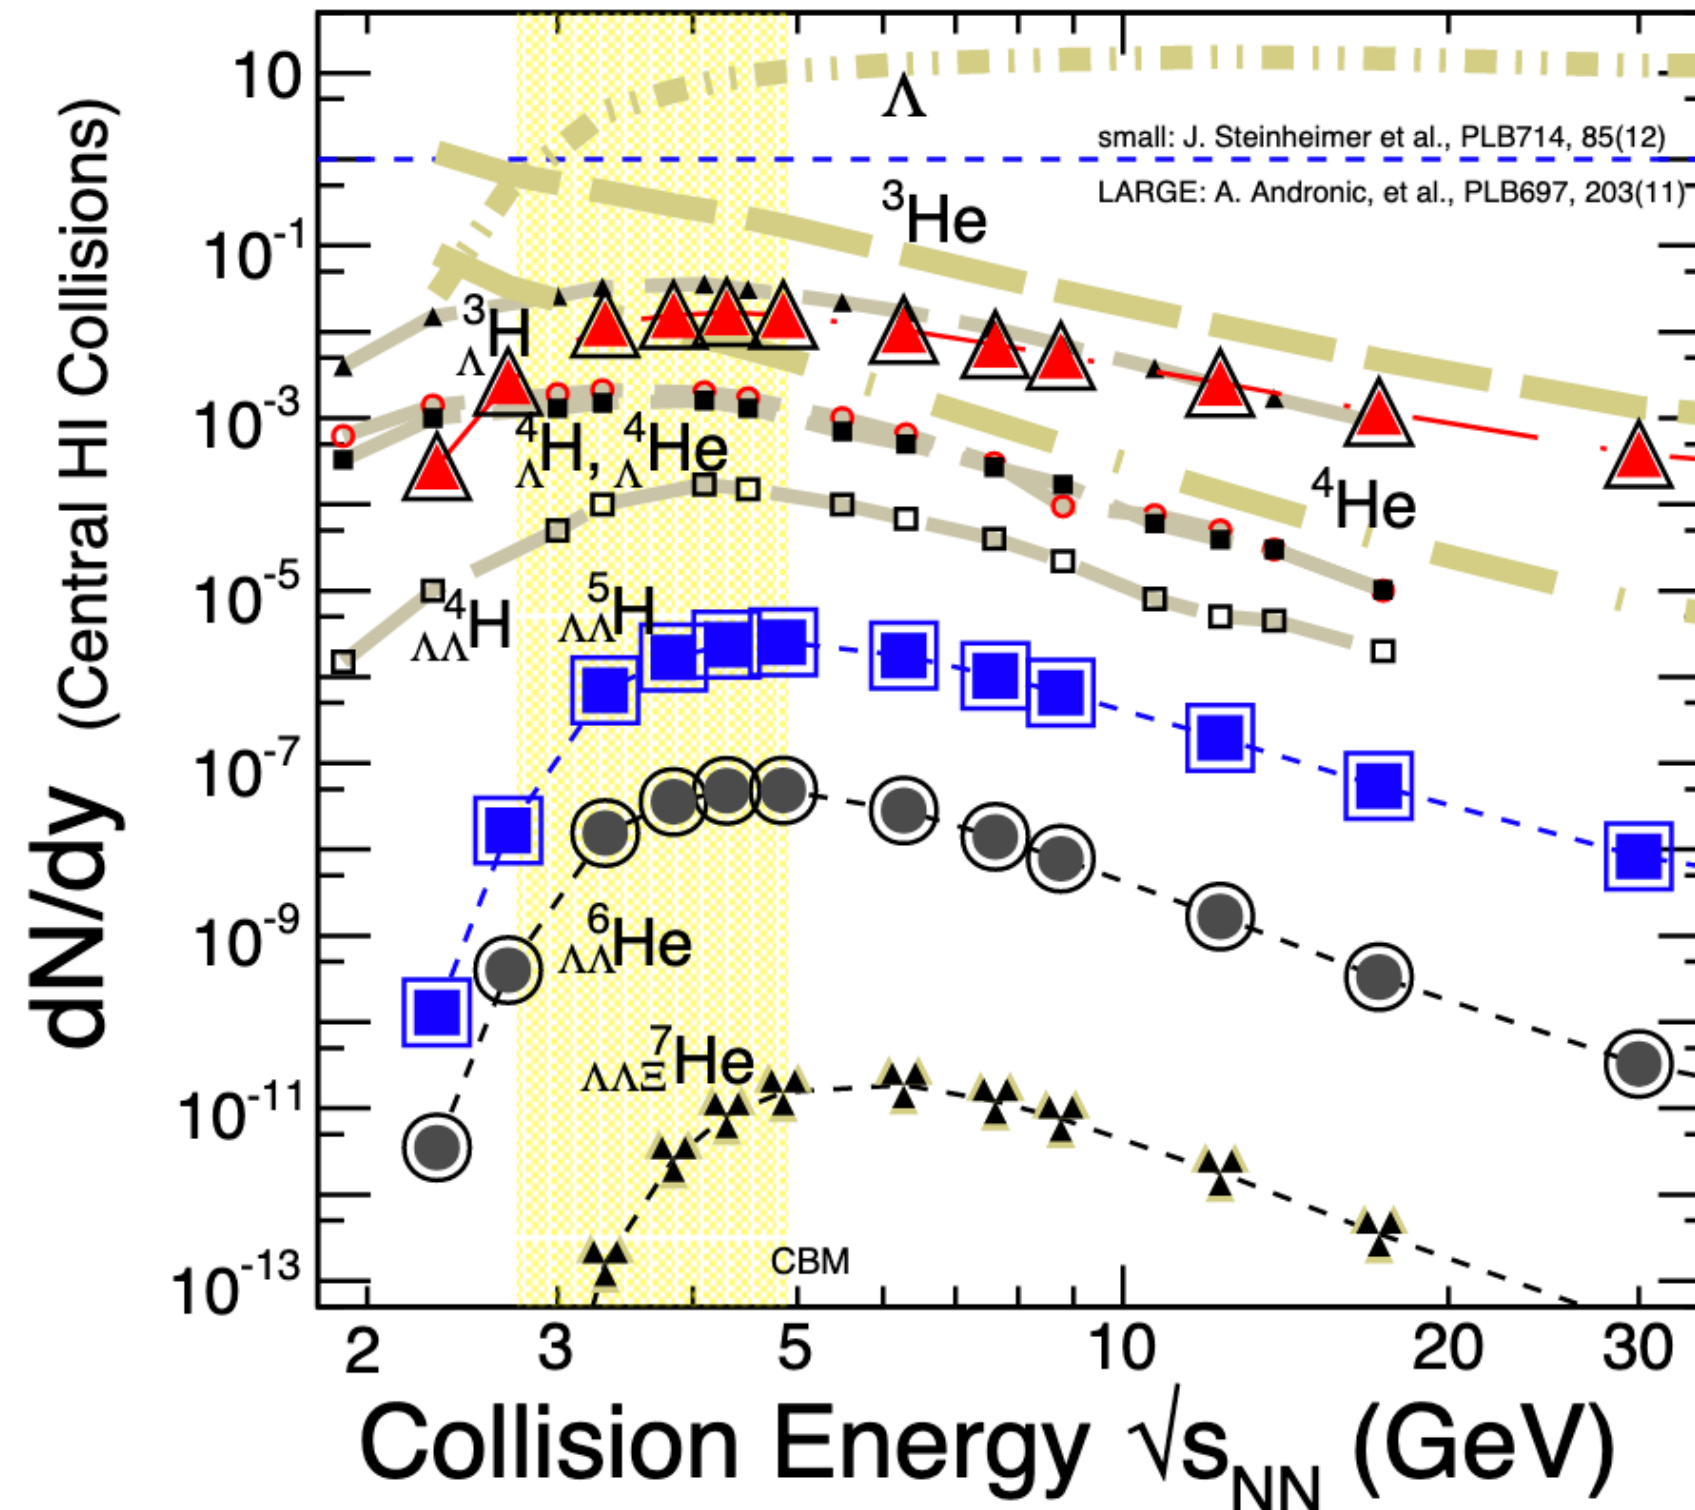 dN/dy (Central HI Collisions)
10
10⁻¹
10⁻³
10⁻⁵
10⁻⁷
10⁻⁹
10⁻¹¹
10⁻¹³
Λ
small: J. Steinheimer et al., PLB714, 85(12)
LARGE: A. Andronic, et al., PLB697, 203(11)
³He
³ΛH
⁴ΛH, ⁴ΛHe
⁴He
⁴ΛΛH
⁵ΛΛH
⁶ΛΛHe
⁷ΛΛΞHe
CBM
2 3 5 10 20 30
Collision Energy √sNN (GeV)